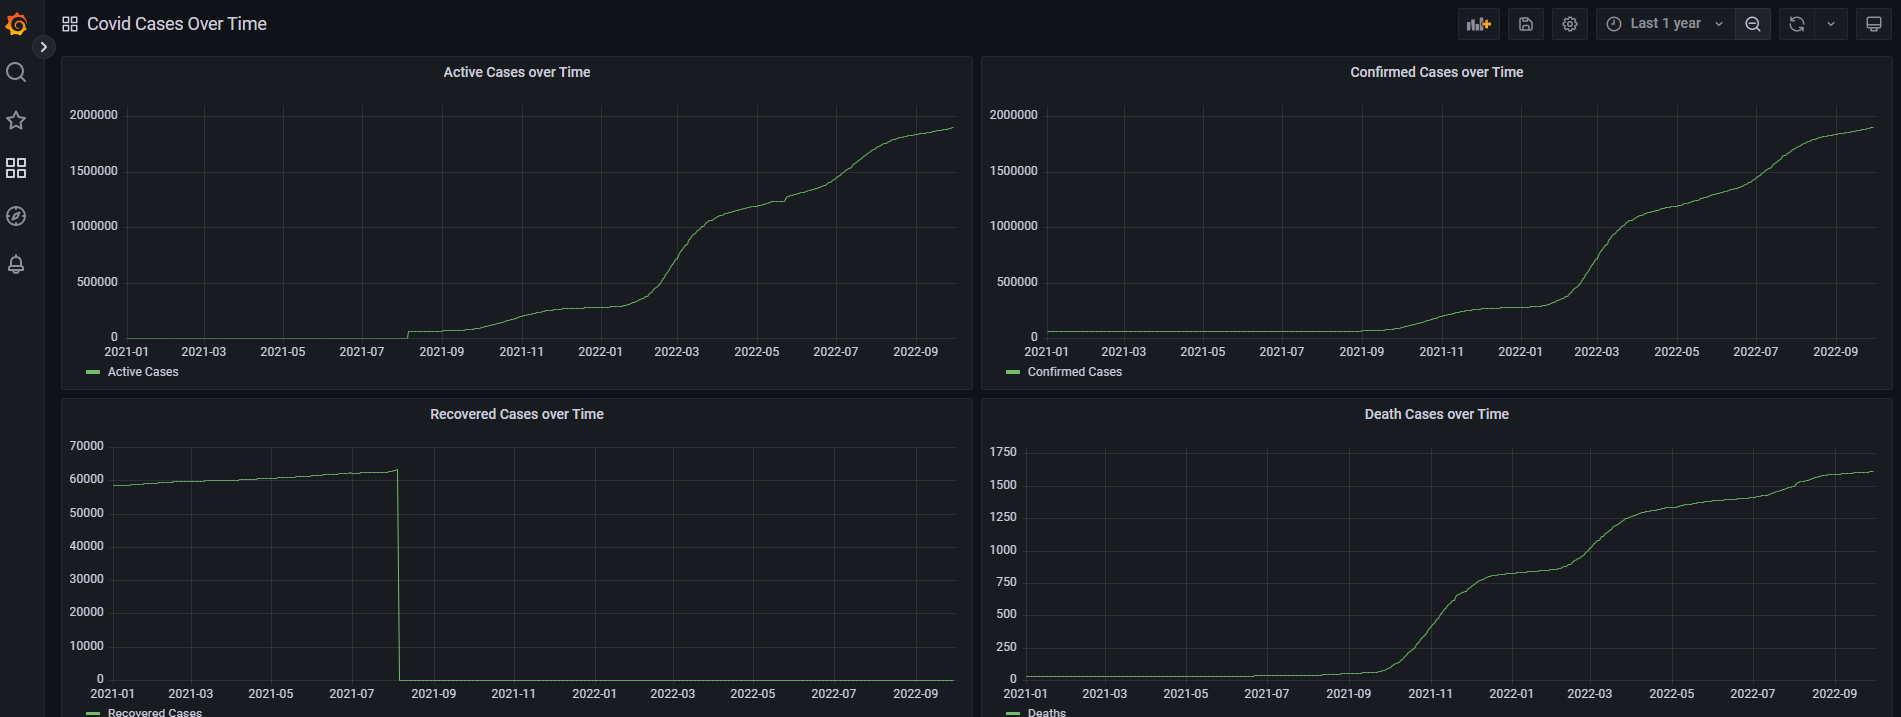 Covid Cases Over Time
Last 1 year
Active Cases over Time
2000000
1500000
1000000
500000
0
2021-01 2021-03 2021-05 2021-07 2021-09 2021-11 2022-01 2022-03 2022-05 2022-07 2022-09
Active Cases
Confirmed Cases over Time
2000000
1500000
1000000
500000
0
2021-01 2021-03 2021-05 2021-07 2021-09 2021-11 2022-01 2022-03 2022-05 2022-07 2022-09
Confirmed Cases
Recovered Cases over Time
70000
60000
50000
40000
30000
20000
10000
0
2021-01 2021-03 2021-05 2021-07 2021-09 2021-11 2022-01 2022-03 2022-05 2022-07 2022-09
Recovered Cases
Death Cases over Time
1750
1500
1250
1000
750
500
250
0
2021-01 2021-03 2021-05 2021-07 2021-09 2021-11 2022-01 2022-03 2022-05 2022-07 2022-09
Deaths